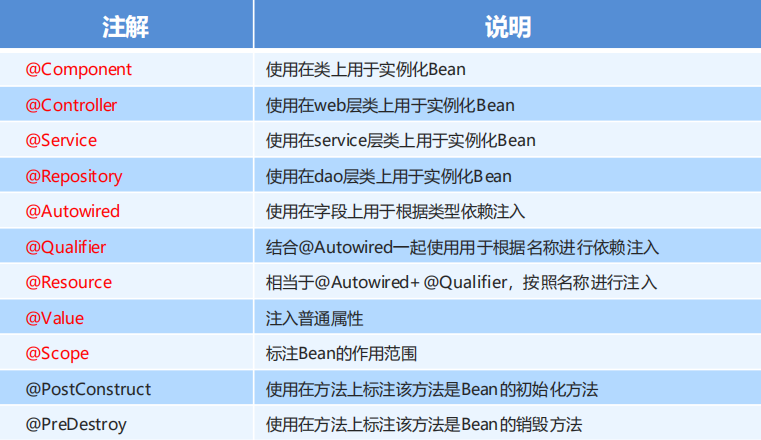 注解 说明
@Component 使用在类上用于实例化Bean
@Controller 使用在web层类上用于实例化Bean
@Service 使用在service层类上用于实例化Bean
@Repository 使用在dao层类上用于实例化Bean
@Autowired 使用在字段上用于根据类型依赖注入
@Qualifier 结合@Autowired一起使用用于根据名称进行依赖注入
@Resource 相当于@Autowired+ @Qualifier，按照名称进行注入
@Value 注入普通属性
@Scope 标注Bean的作用范围
@PostConstruct 使用在方法上标注该方法是Bean的初始化方法
@PreDestroy 使用在方法上标注该方法是Bean的销毁方法